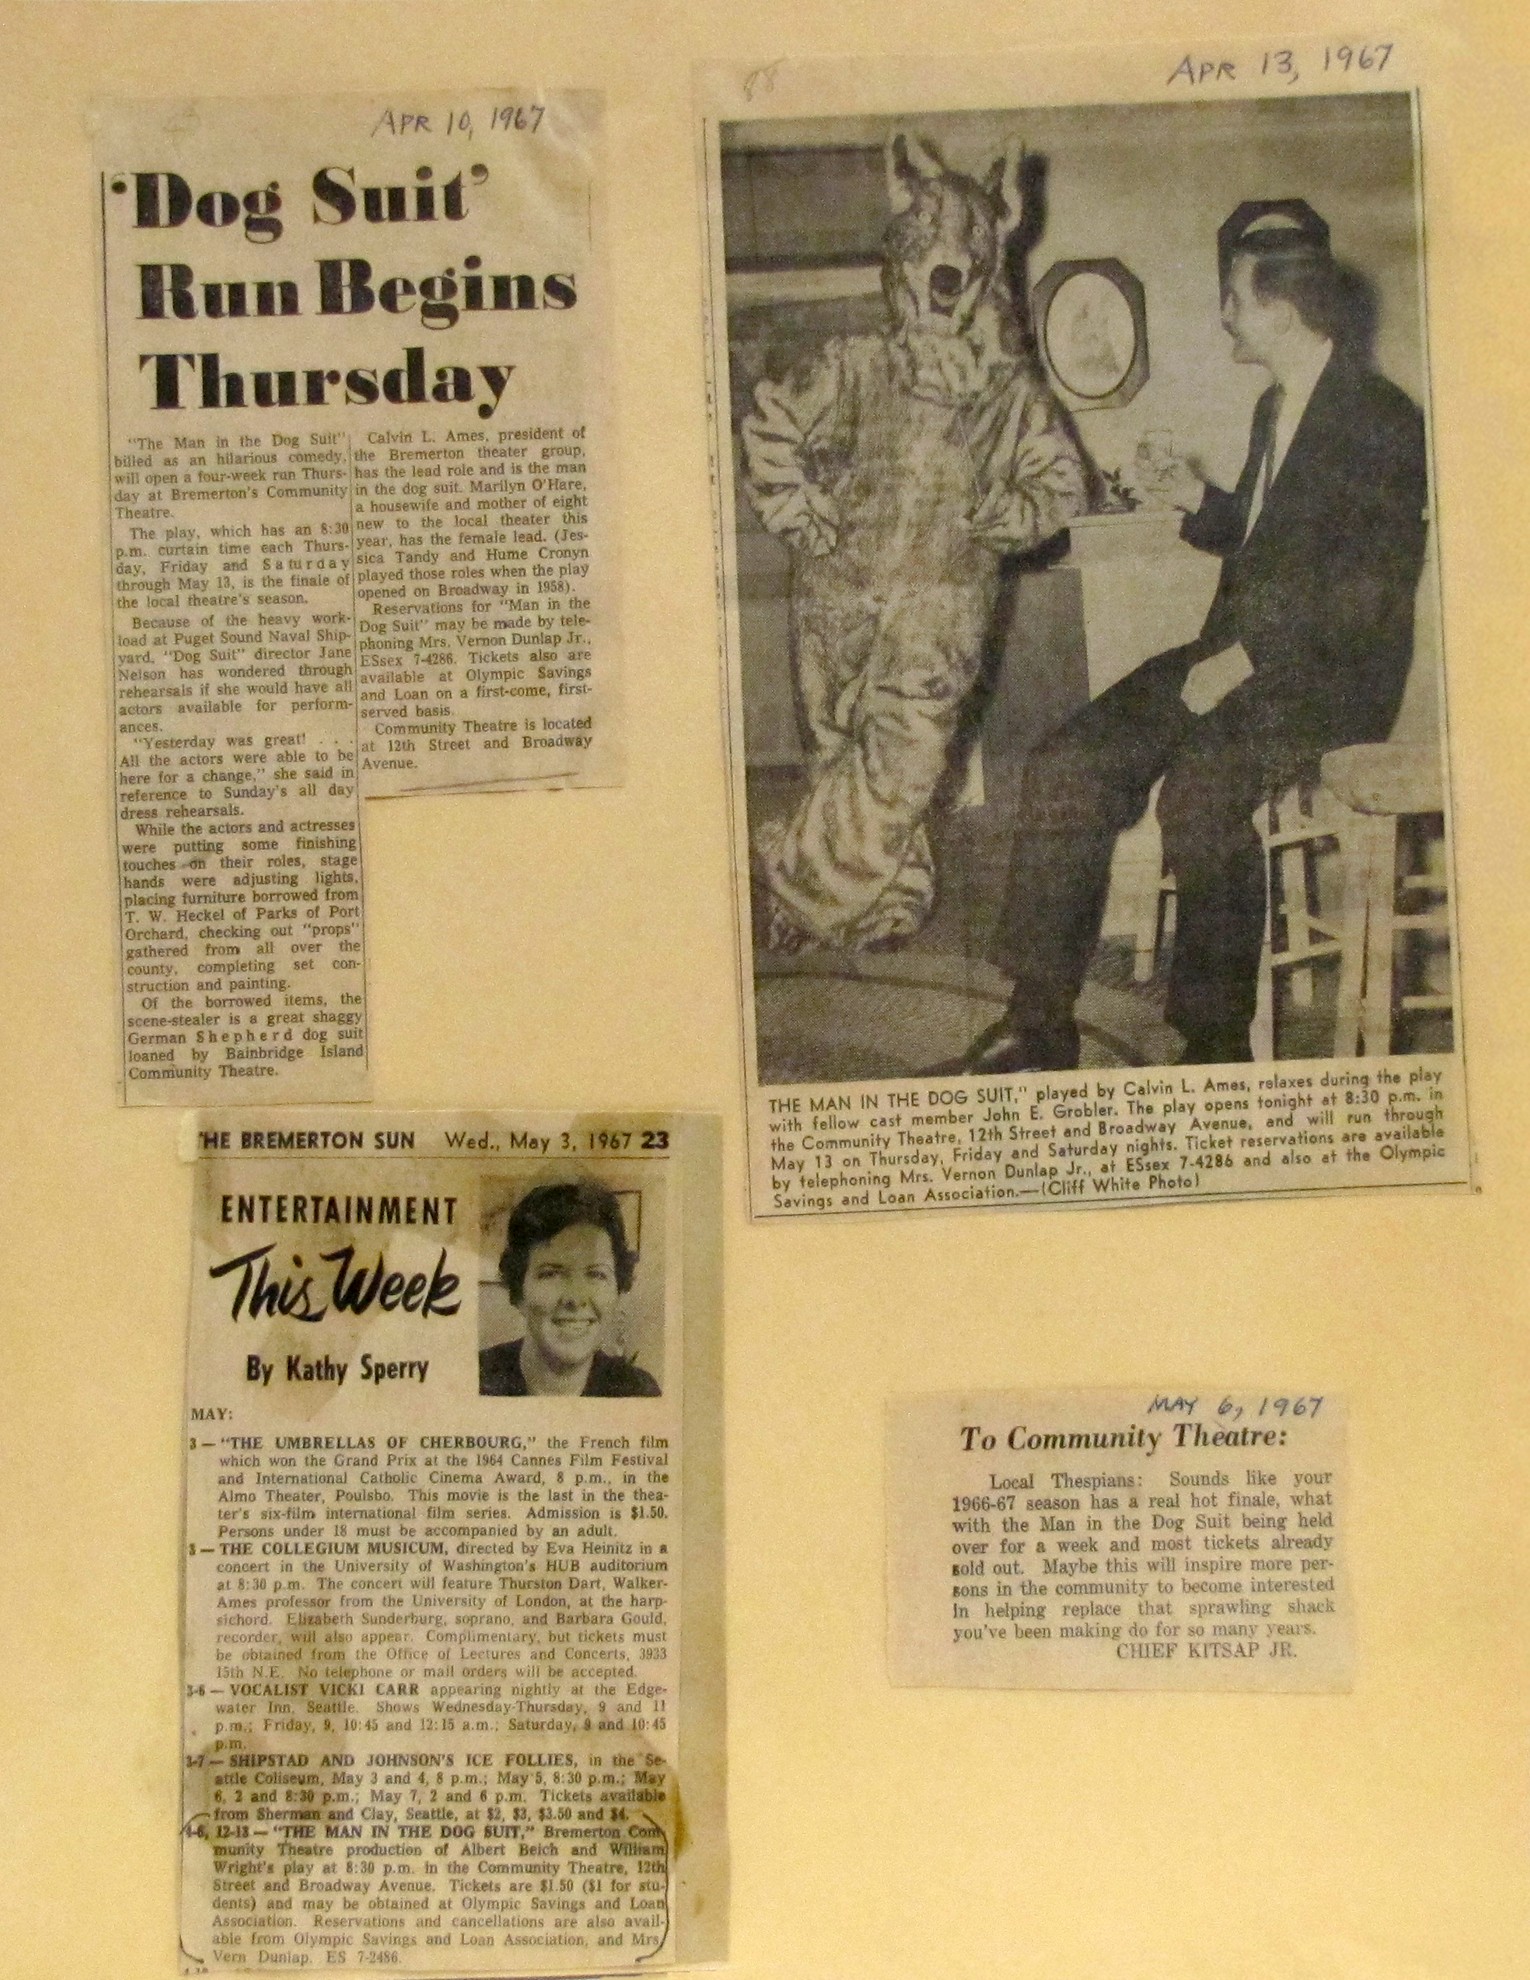 APR 10, 1967
'Dog Suit'
Run Begins
Thursday
"The Man in the Dog Suit"
billed as an hilarious comedy,
will open a four-week run Thurs-
day at Bremerton's Community
Theatre.
The play, which has an 8:30
p.m. curtain time each Thurs-
day, Friday and Saturday
through May 13, is the finale of
the local theatre's season.
Because of the heavy work-
load at Puget Sound Naval Ship-
yard, "Dog Suit" director Jane
Nelson has wondered through
rehearsals if she would have all
actors available for perform-
ances.
"Yesterday was great! . . .
All the actors were able to be
here for a change," she said in
reference to Sunday's all day
dress rehearsals.
While the actors and actresses
were putting some finishing
touches on their roles, stage
hands were adjusting lights,
placing furniture borrowed from
T. W. Heckel of Parks of Port
Orchard, checking out "props"
gathered from all over the
county, completing set con-
struction and painting.
Of the borrowed items, the
scene-stealer is a great shaggy
German Shepherd dog suit
loaned by Bainbridge Island
Community Theatre.
Calvin L. Ames, president of
the Bremerton theater group,
has the lead role and is the man
in the dog suit. Marilyn O'Hare,
a housewife and mother of eight
new to the local theater this
year, has the female lead. (Jes-
sica Tandy and Hume Cronyn
played those roles when the play
opened on Broadway in 1958).
Reservations for "Man in the
Dog Suit" may be made by tele-
phoning Mrs. Vernon Dunlap Jr.,
ESsex 7-4286. Tickets also are
available at Olympic Savings
and Loan on a first-come, first-
served basis.
Community Theatre is located
at 12th Street and Broadway
Avenue.
APR 13, 1967
THE MAN IN THE DOG SUIT," played by Calvin L. Ames, relaxes during the play
with fellow cast member John E. Grobler. The play opens tonight at 8:30 p.m. in
the Community Theatre, 12th Street and Broadway Avenue, and will run through
May 13 on Thursday, Friday and Saturday nights. Ticket reservations are available
by telephoning Mrs. Vernon Dunlap Jr., at ESsex 7-4286 and also at the Olympic
Savings and Loan Association.—(Cliff White Photo)
HE BREMERTON SUN Wed., May 3, 1967 23
ENTERTAINMENT
This Week
By Kathy Sperry
MAY:
3 — "THE UMBRELLAS OF CHERBOURG," the French film
which won the Grand Prix at the 1964 Cannes Film Festival
and International Catholic Cinema Award, 8 p.m., in the
Almo Theater, Poulsbo. This movie is the last in the thea-
ter's six-film international film series. Admission is $1.50.
Persons under 18 must be accompanied by an adult.
3 — THE COLLEGIUM MUSICUM, directed by Eva Heinitz in a
concert in the University of Washington's HUB auditorium
at 8:30 p.m. The concert will feature Thurston Dart, Walker-
Ames professor from the University of London, at the harp-
sichord. Elizabeth Sunderburg, soprano, and Barbara Gould,
recorder, will also appear. Complimentary, but tickets must
be obtained from the Office of Lectures and Concerts, 3933
15th N.E. No telephone or mail orders will be accepted.
3-6 — VOCALIST VICKI CARR appearing nightly at the Edge-
water Inn, Seattle. Shows Wednesday-Thursday, 9 and 11
p.m.; Friday, 9, 10:45 and 12:15 a.m.; Saturday, 9 and 10:45
p.m.
3-7 — SHIPSTAD AND JOHNSON'S ICE FOLLIES, in the Se-
attle Coliseum, May 3 and 4, 8 p.m.; May 5, 8:30 p.m.; May
6, 2 and 8:30 p.m.; May 7, 2 and 6 p.m. Tickets available
from Sherman and Clay, Seattle, at $2, $3, $3.50 and $4.
4-6, 12-13 — "THE MAN IN THE DOG SUIT," Bremerton Com-
munity Theatre production of Albert Beich and William
Wright's play at 8:30 p.m. in the Community Theatre, 12th
Street and Broadway Avenue. Tickets are $1.50 ($1 for stu-
dents) and may be obtained at Olympic Savings and Loan
Association. Reservations and cancellations are also avail-
able from Olympic Savings and Loan Association, and Mrs.
Vern Dunlap. ES 7-2486.
MAY 6, 1967
To Community Theatre:
Local Thespians: Sounds like your
1966-67 season has a real hot finale, what
with the Man in the Dog Suit being held
over for a week and most tickets already
sold out. Maybe this will inspire more per-
sons in the community to become interested
in helping replace that sprawling shack
you've been making do for so many years.
CHIEF KITSAP JR.